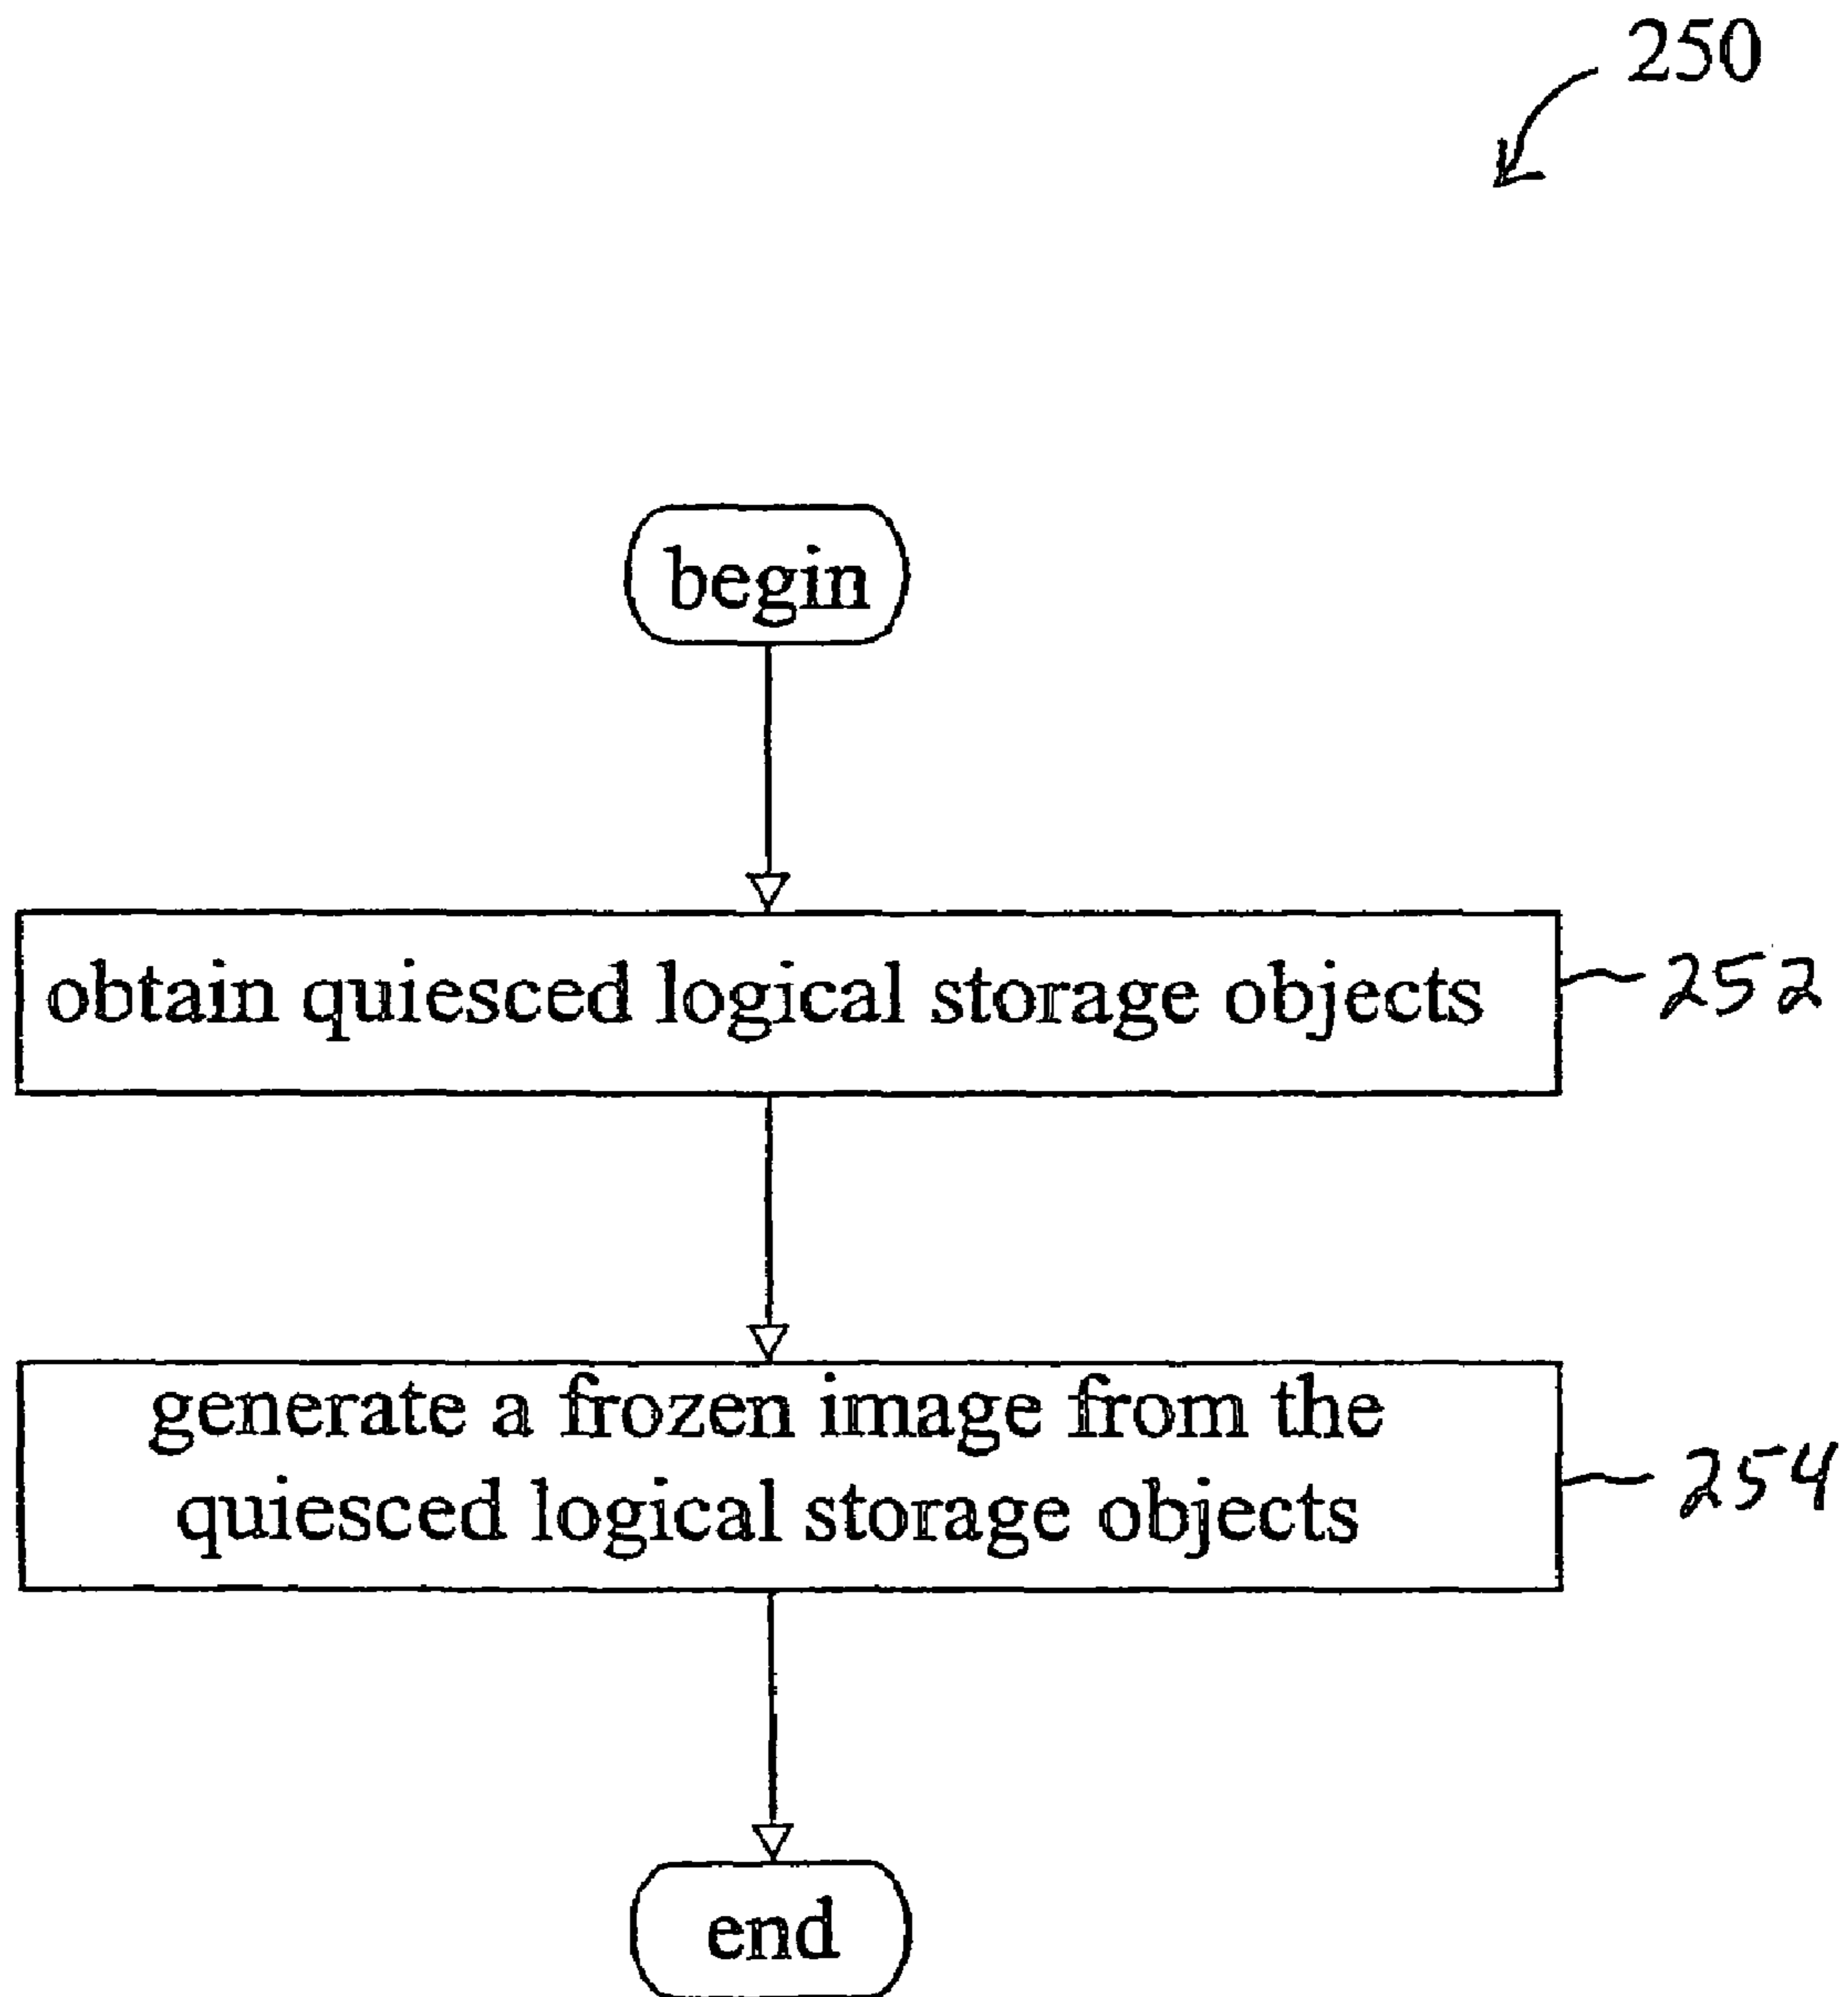 250
begin
obtain quiesced logical storage objects
252
generate a frozen image from the
quiesced logical storage objects
254
end